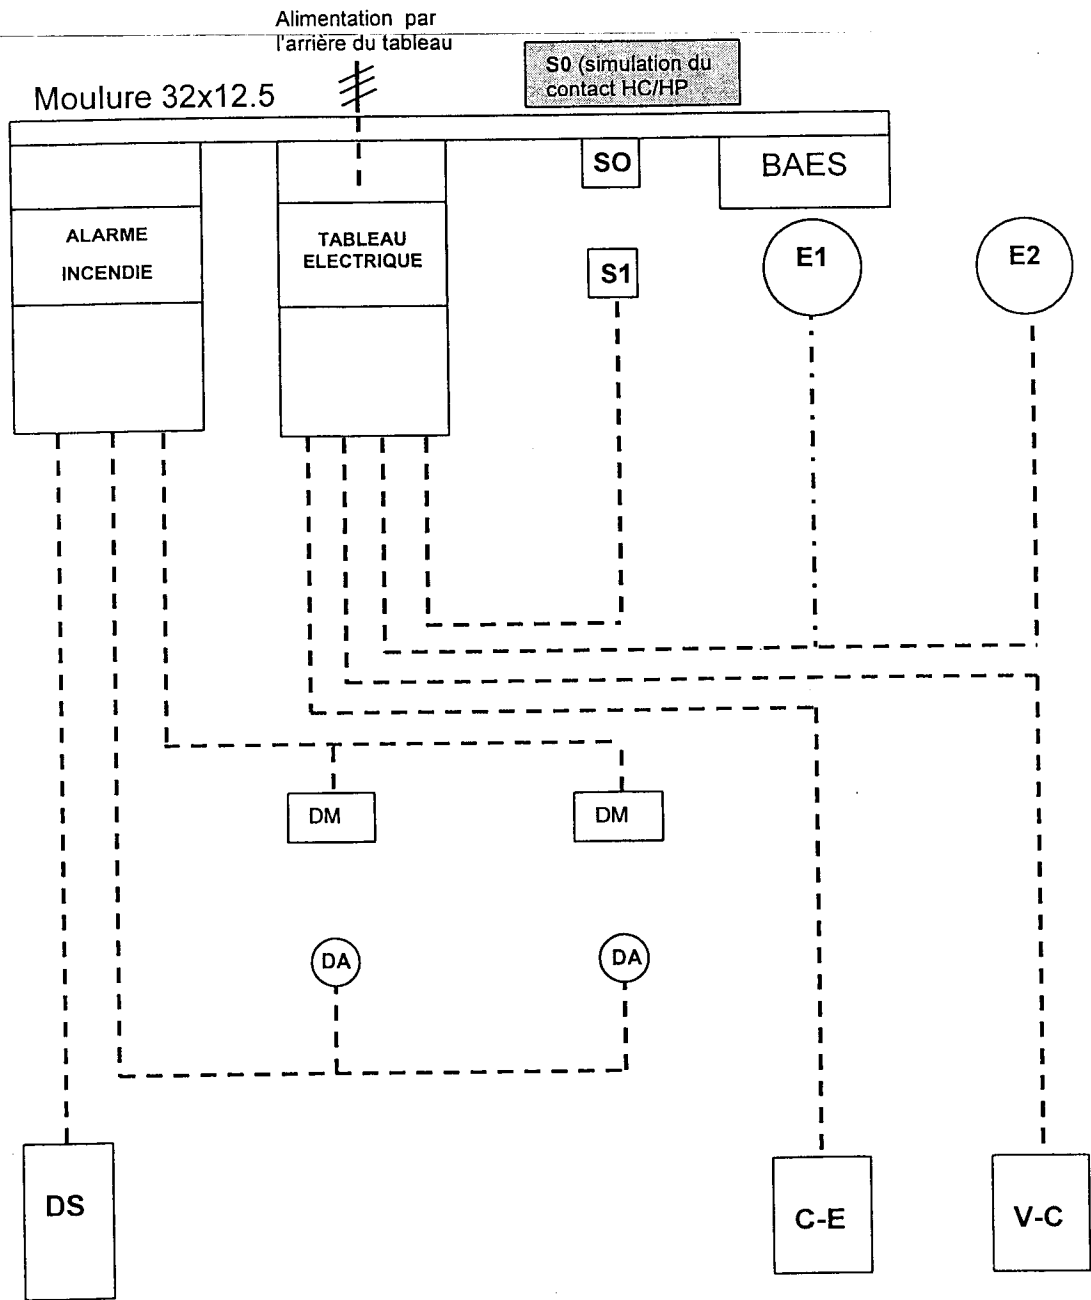 Alimentation par
l'arrière du tableau
S0 (simulation du
contact HC/HP
Moulure 32x12.5
SO
BAES
ALARME
INCENDIE
TABLEAU
ELECTRIQUE
S1
E1
E2
DM
DM
DA
DA
DS
C-E
V-C